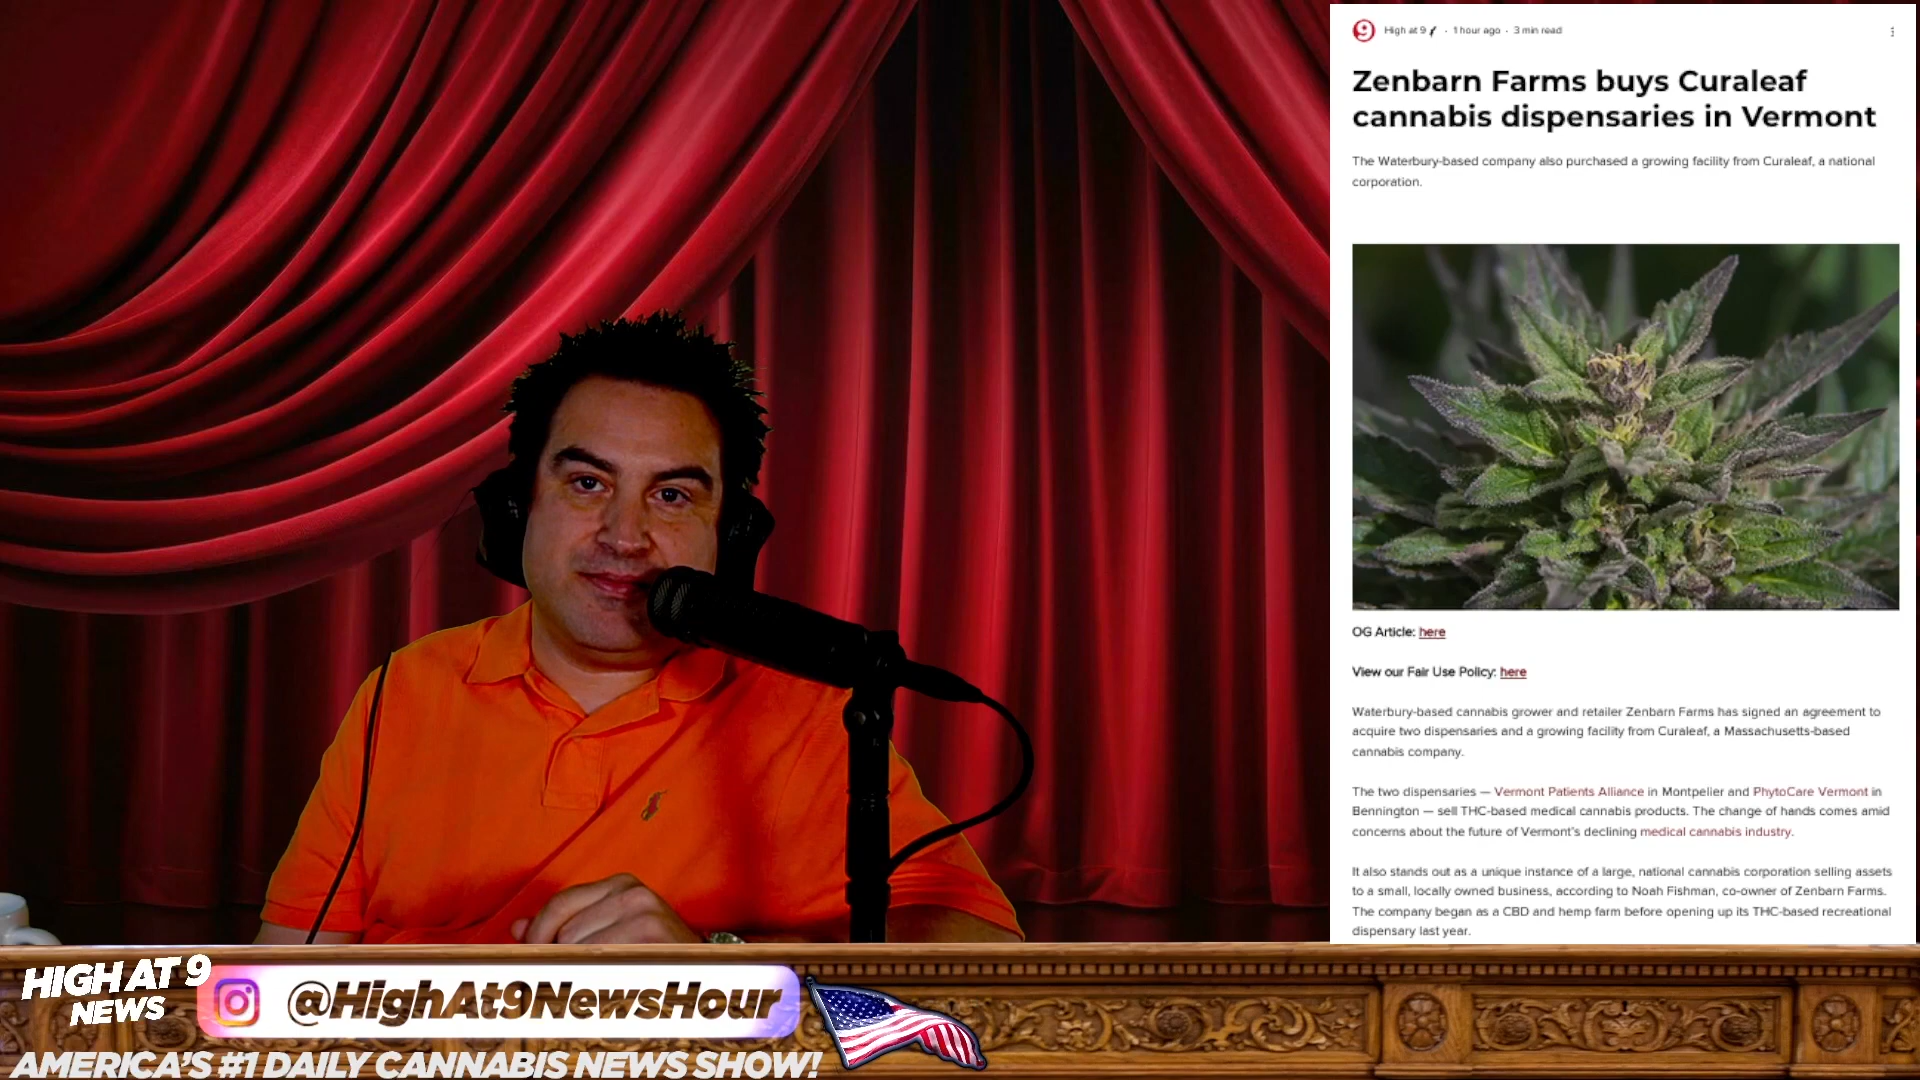 High at 9 · 1 hour ago · 3 min read
Zenbarn Farms buys Curaleaf
cannabis dispensaries in Vermont
The Waterbury-based company also purchased a growing facility from Curaleaf, a national
corporation.
OG Article: here
View our Fair Use Policy: here
Waterbury-based cannabis grower and retailer Zenbarn Farms has signed an agreement to
acquire two dispensaries and a growing facility from Curaleaf, a Massachusetts-based
cannabis company.
The two dispensaries — Vermont Patients Alliance in Montpelier and PhytoCare Vermont in
Bennington — sell THC-based medical cannabis products. The change of hands comes amid
concerns about the future of Vermont's declining medical cannabis industry.
It also stands out as a unique instance of a large, national cannabis corporation selling assets
to a small, locally owned business, according to Noah Fishman, co-owner of Zenbarn Farms.
The company began as a CBD and hemp farm before opening up its THC-based recreational
dispensary last year.
HIGH AT 9
NEWS
@HighAt9NewsHour
AMERICA'S #1 DAILY CANNABIS NEWS SHOW!